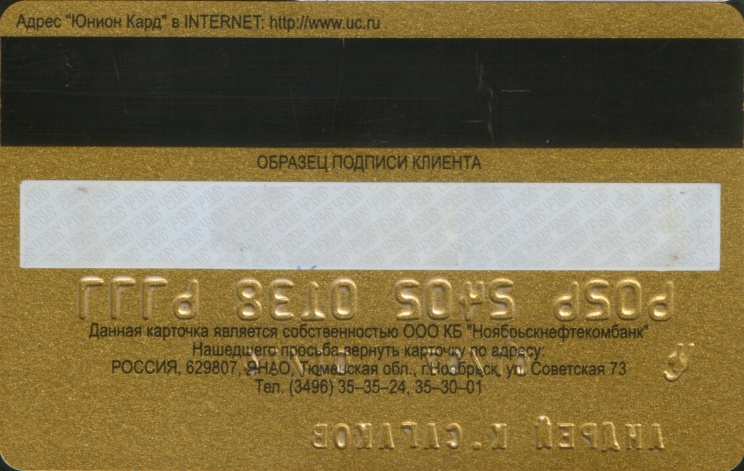 Адрес "Юнион Кард" в INTERNET: http://www.uc.ru
ОБРАЗЕЦ ПОДПИСИ КЛИЕНТА
Данная карточка является собственностью ООО КБ "Ноябрьскнефтекомбанк"
Нашедшего просьба вернуть карточку по адресу:
РОССИЯ, 629807, ЯНАО, Тюменская обл., г.Ноябрьск, ул. Советская 73
Тел. (3496) 35-35-24, 35-30-01
АНДРЕЙ К.